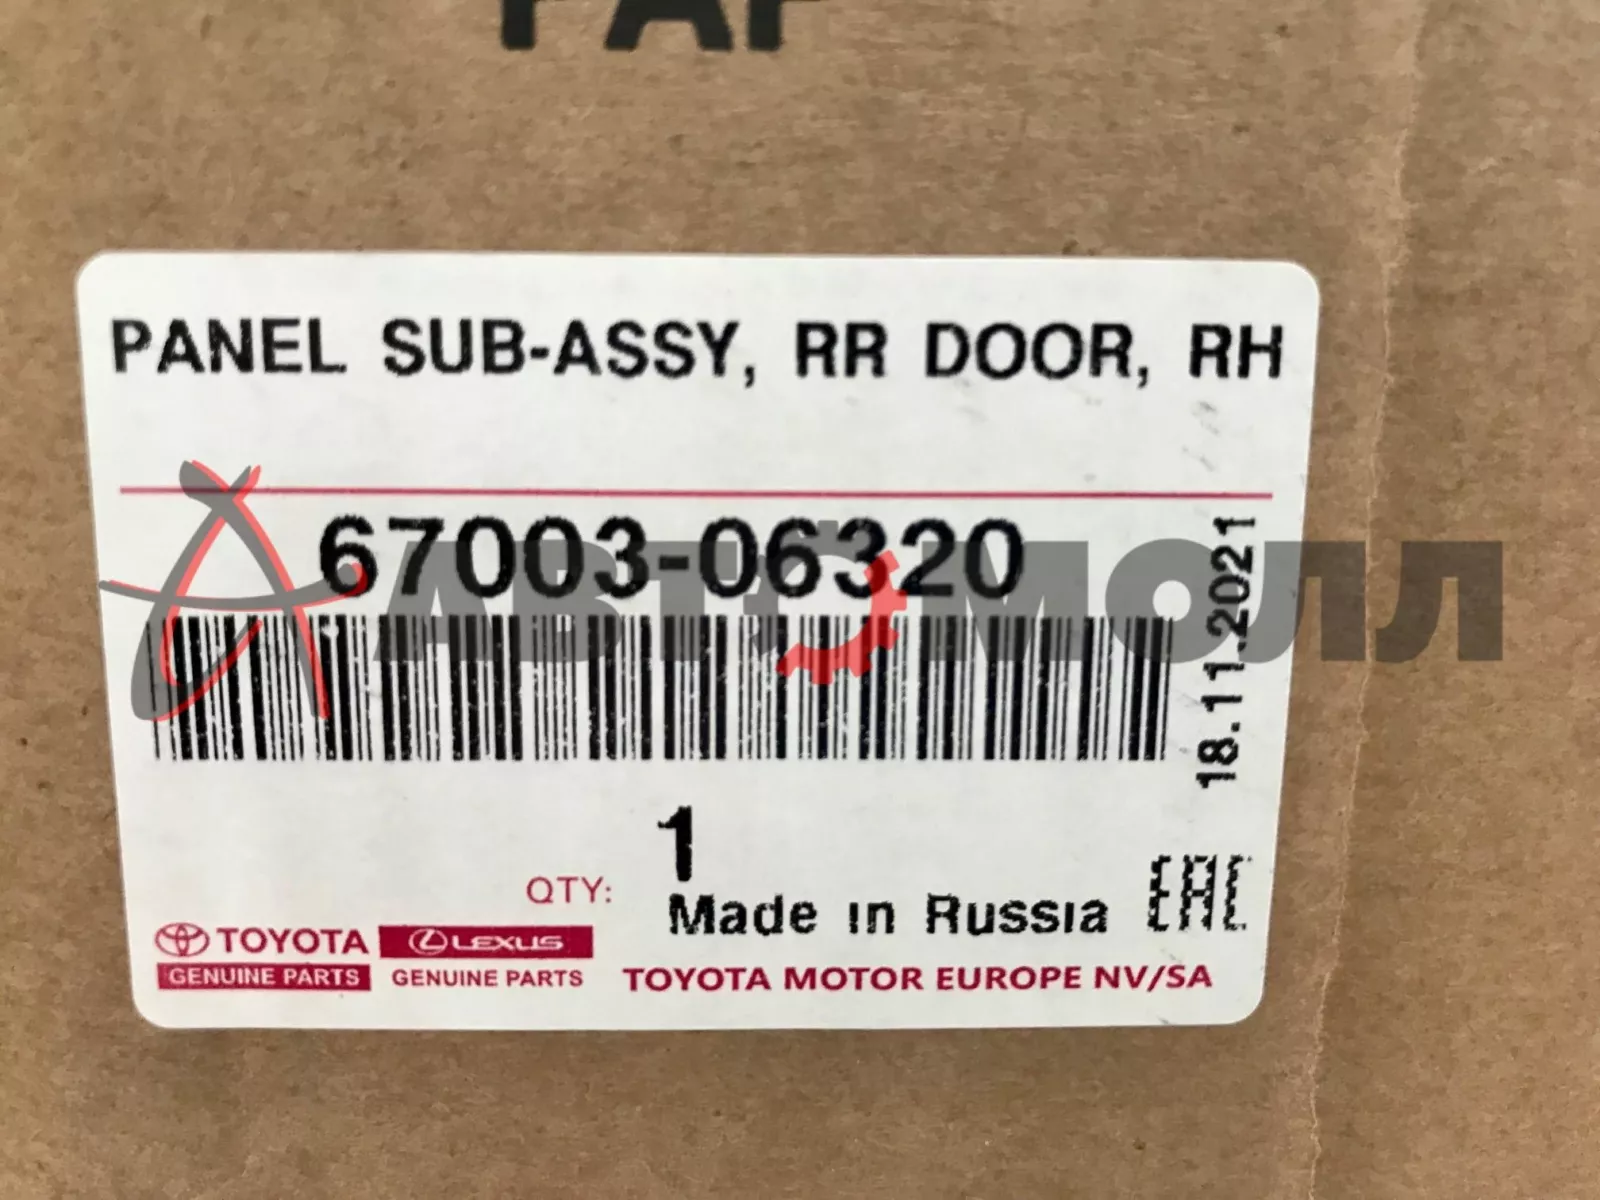 PANEL SUB-ASSY, RR DOOR, RH
67003-06320
АВТОМОЛЛ
18.11.2021
1
QTY:
Made in Russia
EAC
TOYOTA
LEXUS
GENUINE PARTS
GENUINE PARTS
TOYOTA MOTOR EUROPE NV/SA